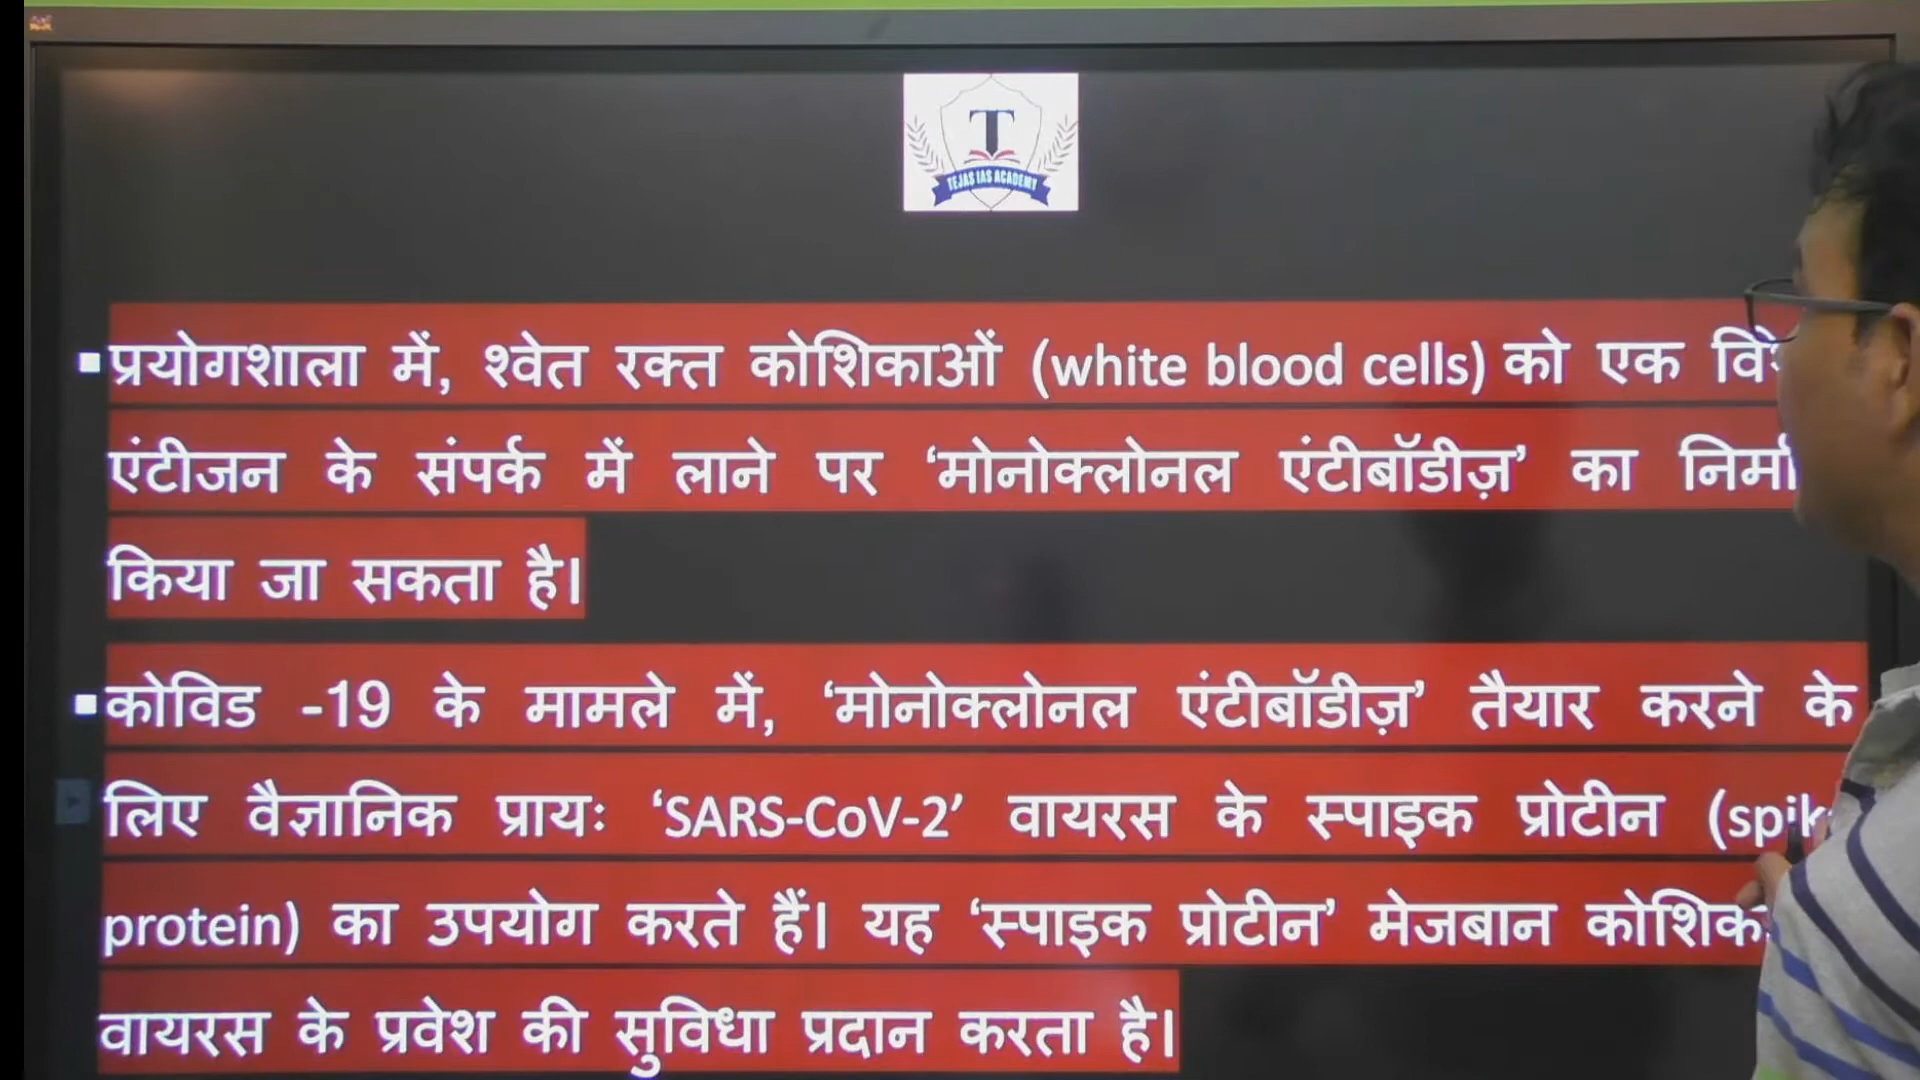 T
TEJAS IAS ACADEMY
▪प्रयोगशाला में, श्वेत रक्त कोशिकाओं (white blood cells) को एक
एंटीजन के संपर्क में लाने पर ‘मोनोक्लोनल एंटीबॉडीज़’ का
किया जा सकता है।
▪कोविड -19 के मामले में, ‘मोनोक्लोनल एंटीबॉडीज़’ तैयार करने के
लिए वैज्ञानिक प्रायः ‘SARS-CoV-2’ वायरस के स्पाइक प्रोटीन
protein) का उपयोग करते हैं। यह ‘स्पाइक प्रोटीन’ मेजबान
वायरस के प्रवेश की सुविधा प्रदान करता है।